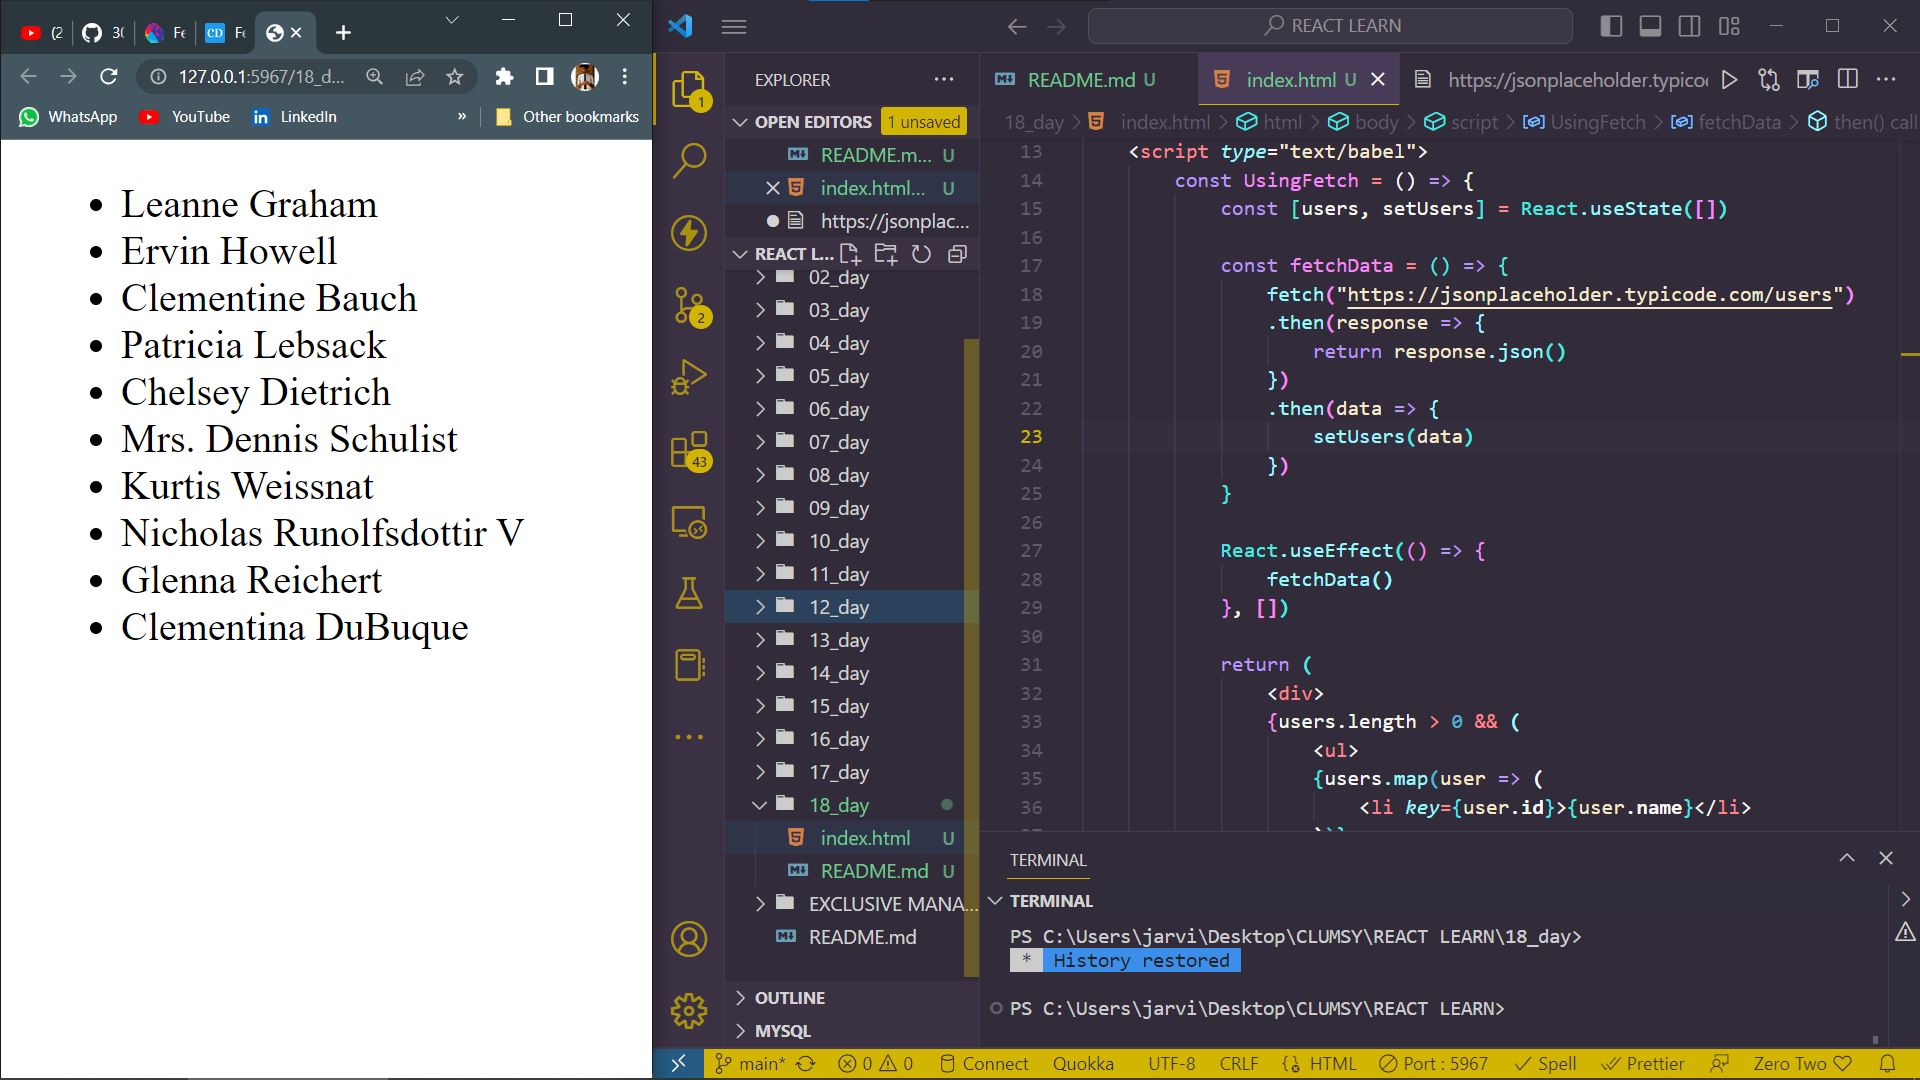 (2
30
Fe
CD
Fe
127.0.0.1:5967/18_d...
WhatsApp
YouTube
LinkedIn
»
Other bookmarks
Leanne Graham
Ervin Howell
Clementine Bauch
Patricia Lebsack
Chelsey Dietrich
Mrs. Dennis Schulist
Kurtis Weissnat
Nicholas Runolfsdottir V
Glenna Reichert
Clementina DuBuque
REACT LEARN
1
2
43
EXPLORER
OPEN EDITORS 1 unsaved
README.m... U
index.html... U
https://jsonplac...
REACT L...
02_day
03_day
04_day
05_day
06_day
07_day
08_day
09_day
10_day
11_day
12_day
13_day
14_day
15_day
16_day
17_day
18_day
index.html U
README.md U
EXCLUSIVE MANA...
README.md
OUTLINE
MYSQL
README.md U
index.html U
https://jsonplaceholder.typico
18_day > index.html > html > body > script > UsingFetch > fetchData > then() call
13 <script type="text/babel">
14 const UsingFetch = () => {
15 const [users, setUsers] = React.useState([])
16
17 const fetchData = () => {
18 fetch("https://jsonplaceholder.typicode.com/users")
19 .then(response => {
20 return response.json()
21 })
22 .then(data => {
23 setUsers(data)
24 })
25 }
26
27 React.useEffect(() => {
28 fetchData()
29 }, [])
30
31 return (
32 <div>
33 {users.length > 0 && (
34 <ul>
35 {users.map(user => (
36 <li key={user.id}>{user.name}</li>
TERMINAL
TERMINAL
PS C:\Users\jarvi\Desktop\CLUMSY\REACT LEARN\18_day>
* History restored
PS C:\Users\jarvi\Desktop\CLUMSY\REACT LEARN>
main* 0 0 Connect Quokka UTF-8 CRLF HTML Port : 5967 Spell Prettier Zero Two